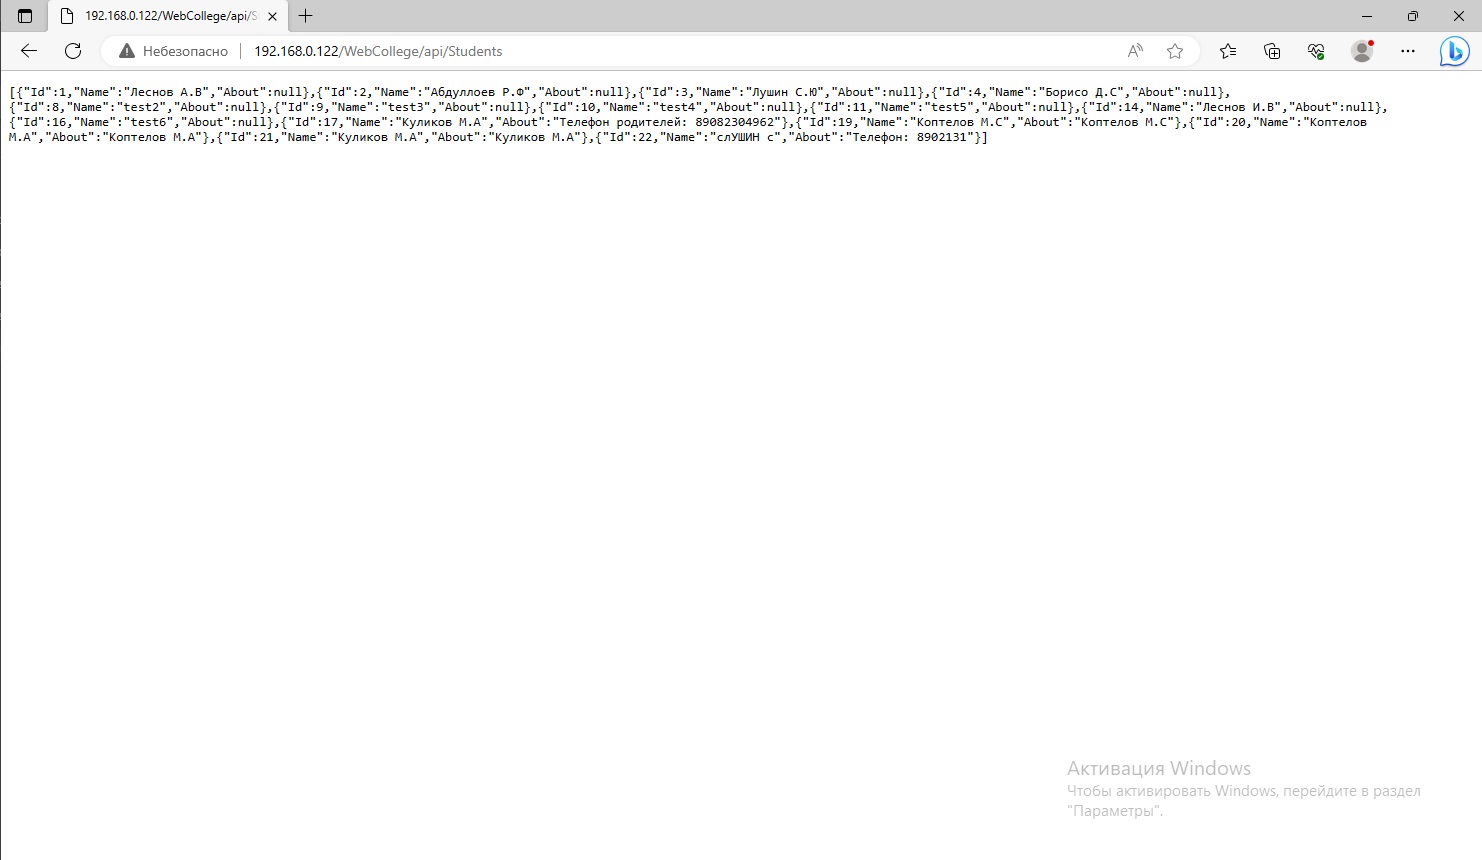 192.168.0.122/WebCollege/api/S
Небезопасно
192.168.0.122/WebCollege/api/Students
[{"Id":1,"Name":"Леснов А.В","About":null},{"Id":2,"Name":"Абдуллоев Р.Ф","About":null},{"Id":3,"Name":"Лушин С.Ю","About":null},{"Id":4,"Name":"Борисо Д.С","About":null},
{"Id":8,"Name":"test2","About":null},{"Id":9,"Name":"test3","About":null},{"Id":10,"Name":"test4","About":null},{"Id":11,"Name":"test5","About":null},{"Id":14,"Name":"Леснов И.В","About":null},
{"Id":16,"Name":"test6","About":null},{"Id":17,"Name":"Куликов М.А","About":"Телефон родителей: 89082304962"},{"Id":19,"Name":"Коптелов М.С","About":"Коптелов М.С"},{"Id":20,"Name":"Коптелов
М.А","About":"Коптелов М.А"},{"Id":21,"Name":"Куликов М.А","About":"Куликов М.А"},{"Id":22,"Name":"слУШИН с","About":"Телефон: 8902131"}]
Активация Windows
Чтобы активировать Windows, перейдите в раздел
"Параметры".